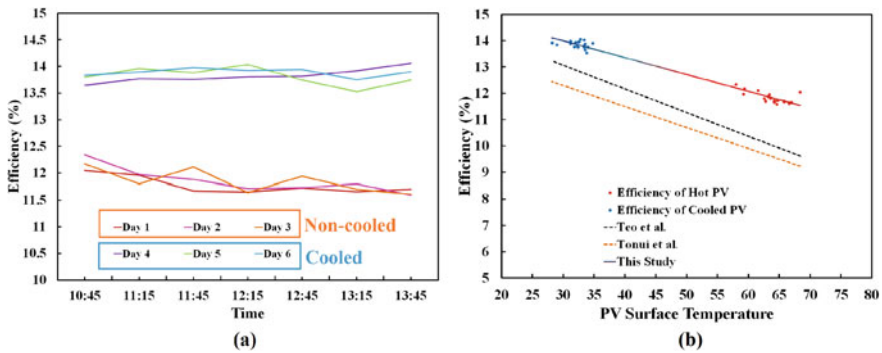 15
14.5
14
13.5
13
12.5
12
11.5
11
10.5
10
Efficiency (%)
Day 1 Day 2 Day 3 Non-cooled
Day 4 Day 5 Day 6 Cooled
10:45 11:15 11:45 12:15 12:45 13:15 13:45
Time
(a)
15
14
13
12
11
10
9
8
7
6
5
Efficiency (%)
Efficiency of Hot PV
Efficiency of Cooled PV
Teo et al.
Tonui et al.
This Study
20 25 30 35 40 45 50 55 60 65 70 75 80
PV Surface Temperature
(b)